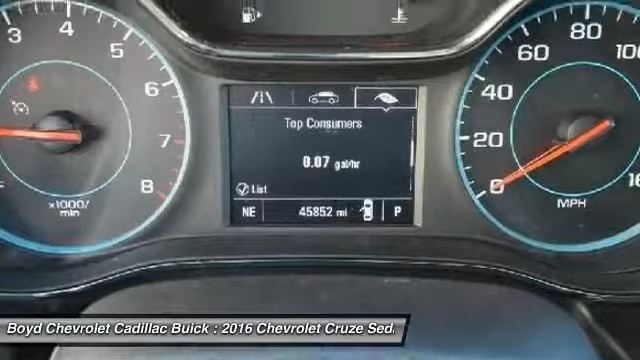 3 4 5 6 7 8
x1000/
min
Top Consumers
0.07 gal/hr
List
NE 45852 mi P
0 20 40 60 80
MPH
Boyd Chevrolet Cadillac Buick : 2016 Chevrolet Cruze Sed